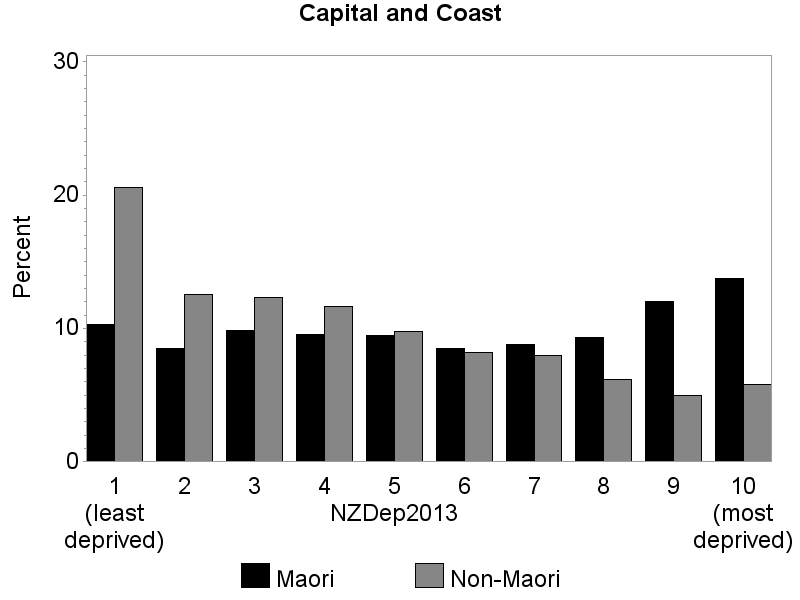 Capital and Coast
30
20
10
0
Percent
1 2 3 4 5 6 7 8 9 10
(least NZDep2013 (most
deprived) deprived)
Maori Non-Maori